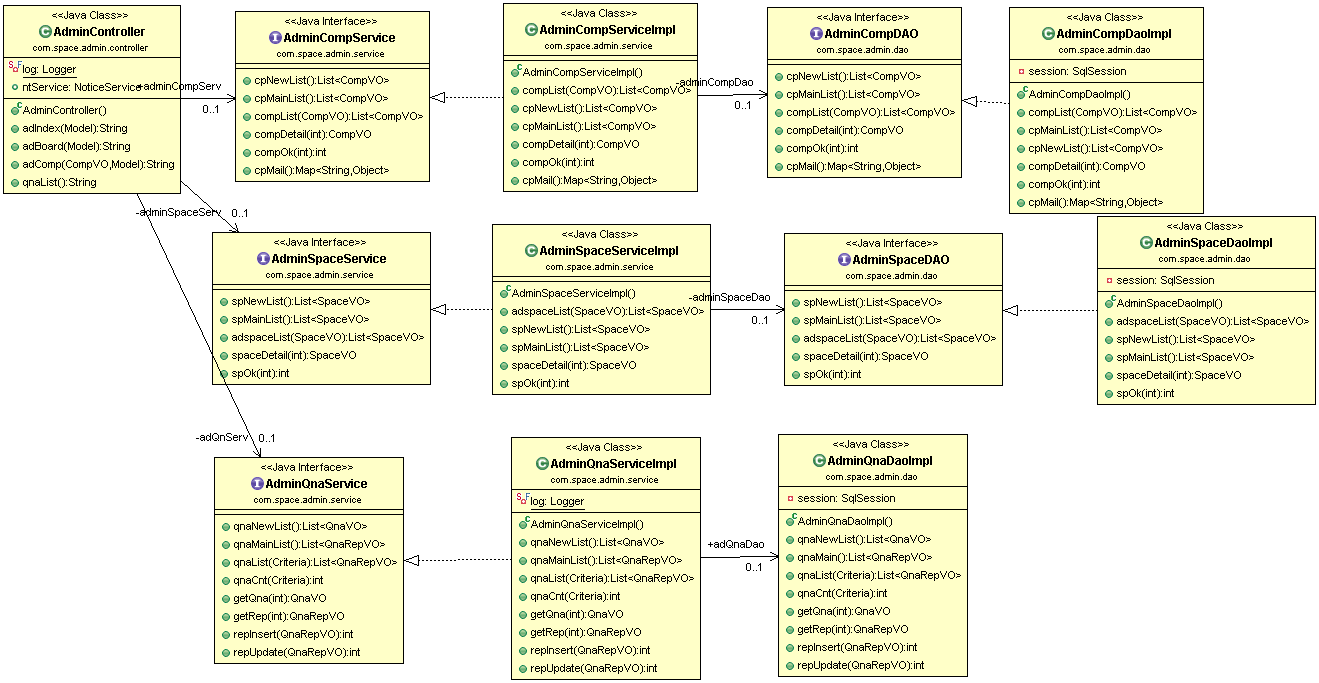 <<Java Class>>
AdminController
com.space.admin.controller
log: Logger
ntService: NoticeService
AdminController()
adIndex(Model):String
adBoard(Model):String
adComp(CompVO,Model):String
qnaList():String
+adminCompServ
0..1
<<Java Interface>>
AdminCompService
com.space.admin.service
cpNewList():List<CompVO>
cpMainList():List<CompVO>
compList(CompVO):List<CompVO>
compDetail(int):CompVO
compOk(int):int
cpMail():Map<String,Object>
<<Java Class>>
AdminCompServiceImpl
com.space.admin.service
AdminCompServiceImpl()
compList(CompVO):List<CompVO>
cpNewList():List<CompVO>
cpMainList():List<CompVO>
compDetail(int):CompVO
compOk(int):int
cpMail():Map<String,Object>
-adminCompDao
0..1
<<Java Interface>>
AdminCompDAO
com.space.admin.dao
cpNewList():List<CompVO>
cpMainList():List<CompVO>
compList(CompVO):List<CompVO>
compDetail(int):CompVO
compOk(int):int
cpMail():Map<String,Object>
<<Java Class>>
AdminCompDaoImpl
com.space.admin.dao
session: SqlSession
AdminCompDaoImpl()
compList(CompVO):List<CompVO>
cpMainList():List<CompVO>
cpNewList():List<CompVO>
compDetail(int):CompVO
compOk(int):int
cpMail():Map<String,Object>
-adminSpaceServ
0..1
<<Java Interface>>
AdminSpaceService
com.space.admin.service
spNewList():List<SpaceVO>
spMainList():List<SpaceVO>
adspaceList(SpaceVO):List<SpaceVO>
spaceDetail(int):SpaceVO
spOk(int):int
<<Java Class>>
AdminSpaceServiceImpl
com.space.admin.service
AdminSpaceServiceImpl()
adspaceList(SpaceVO):List<SpaceVO>
spNewList():List<SpaceVO>
spMainList():List<SpaceVO>
spaceDetail(int):SpaceVO
spOk(int):int
-adminSpaceDao
0..1
<<Java Interface>>
AdminSpaceDAO
com.space.admin.dao
spNewList():List<SpaceVO>
spMainList():List<SpaceVO>
adspaceList(SpaceVO):List<SpaceVO>
spaceDetail(int):SpaceVO
spOk(int):int
<<Java Class>>
AdminSpaceDaoImpl
com.space.admin.dao
session: SqlSession
AdminSpaceDaoImpl()
adspaceList(SpaceVO):List<SpaceVO>
spNewList():List<SpaceVO>
spMainList():List<SpaceVO>
spaceDetail(int):SpaceVO
spOk(int):int
-adQnServ
0..1
<<Java Interface>>
AdminQnaService
com.space.admin.service
qnaNewList():List<QnaVO>
qnaMainList():List<QnaRepVO>
qnaList(Criteria):List<QnaRepVO>
qnaCnt(Criteria):int
getQna(int):QnaVO
getRep(int):QnaRepVO
repInsert(QnaRepVO):int
repUpdate(QnaRepVO):int
<<Java Class>>
AdminQnaServiceImpl
com.space.admin.service
log: Logger
AdminQnaServiceImpl()
qnaNewList():List<QnaVO>
qnaMainList():List<QnaRepVO>
qnaList(Criteria):List<QnaRepVO>
qnaCnt(Criteria):int
getQna(int):QnaVO
getRep(int):QnaRepVO
repInsert(QnaRepVO):int
repUpdate(QnaRepVO):int
+adQnaDao
0..1
<<Java Class>>
AdminQnaDaoImpl
com.space.admin.dao
session: SqlSession
AdminQnaDaoImpl()
qnaNewList():List<QnaVO>
qnaMain():List<QnaRepVO>
qnaList(Criteria):List<QnaRepVO>
qnaCnt(Criteria):int
getQna(int):QnaVO
getRep(int):QnaRepVO
repInsert(QnaRepVO):int
repUpdate(QnaRepVO):int